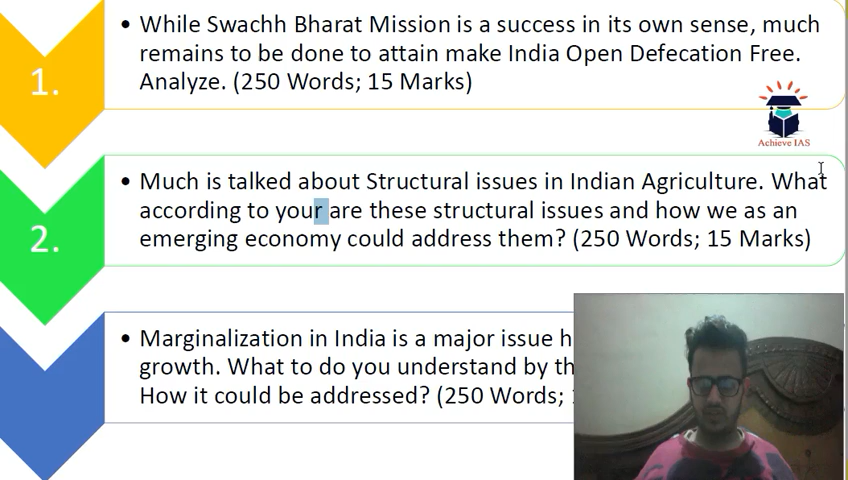 1.
While Swachh Bharat Mission is a success in its own sense, much
remains to be done to attain make India Open Defecation Free.
Analyze. (250 Words; 15 Marks)
Achieve IAS
2.
Much is talked about Structural issues in Indian Agriculture. What
according to your are these structural issues and how we as an
emerging economy could address them? (250 Words; 15 Marks)
Marginalization in India is a major issue
growth. What to do you understand by
How it could be addressed? (250 Words;